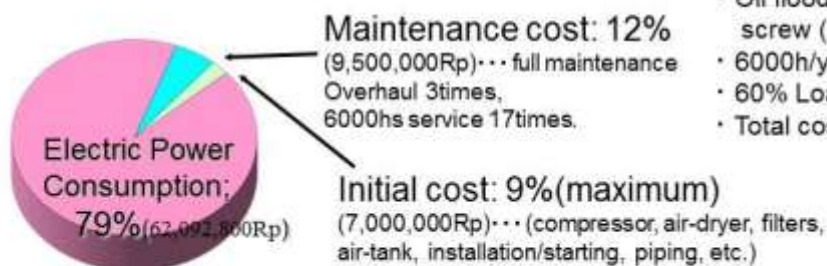 Maintenance cost: 12%
(9,500,000Rp)··· full maintenance
Overhaul 3times,
6000hs service 17times.
Electric Power
Consumption;
79%(62,092,800Rp)
Initial cost: 9%(maximum)
(7,000,000Rp)··· (compressor, air-dryer, filters,
air-tank, installation/starting, piping, etc.)
screw (
· 6000h/y
· 60% Loa
· Total co